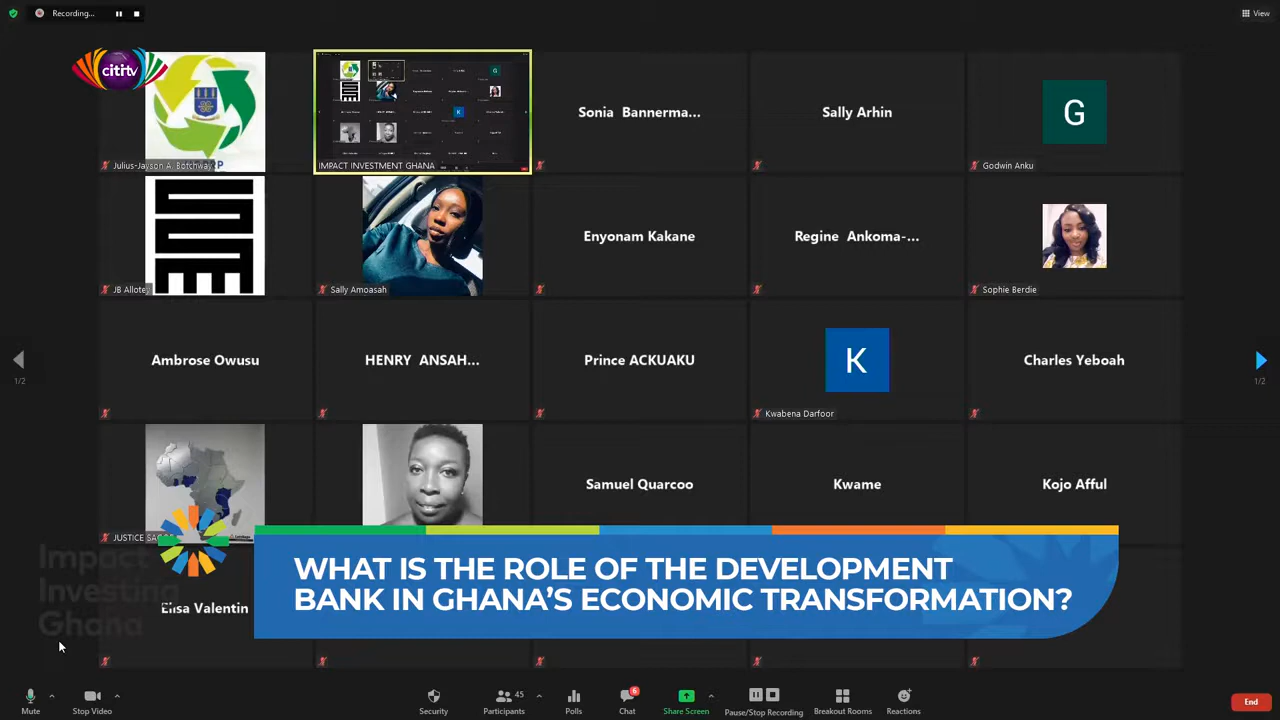 Recording...
View
citi tv
Julius-Jayson A. Botchway
IMPACT INVESTMENT GHANA
Sonia Bannerma...
Sally Arhin
G
Godwin Anku
JB Allotey
Sally Amoasah
Enyonam Kakane
Regine Ankoma-...
Sophie Berdie
Ambrose Owusu
HENRY ANSAH...
Prince ACKUAKU
K
Kwabena Darfoor
Charles Yeboah
1/2
1/2
JUSTICE
Samuel Quarcoo
Kwame
Kojo Afful
Impact
Investing
Ghana
WHAT IS THE ROLE OF THE DEVELOPMENT
BANK IN GHANA'S ECONOMIC TRANSFORMATION?
Elisa Valentin
Mute
Stop Video
Security
45
Participants
Polls
6
Chat
Share Screen
Pause/Stop Recording
Breakout Rooms
Reactions
End